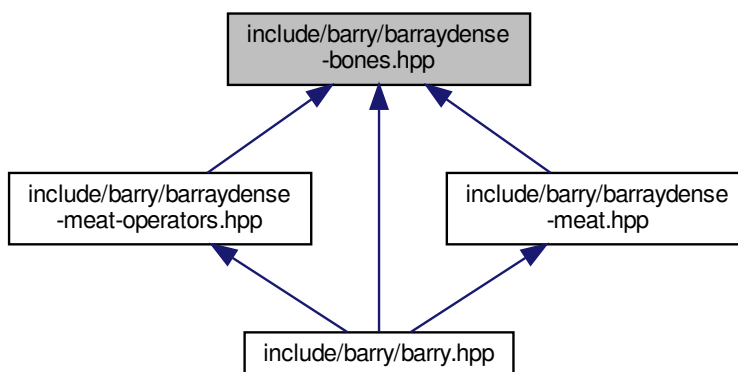 include/barry/barraydense
-bones.hpp
include/barry/barraydense
-meat-operators.hpp
include/barry/barraydense
-meat.hpp
include/barry/barry.hpp